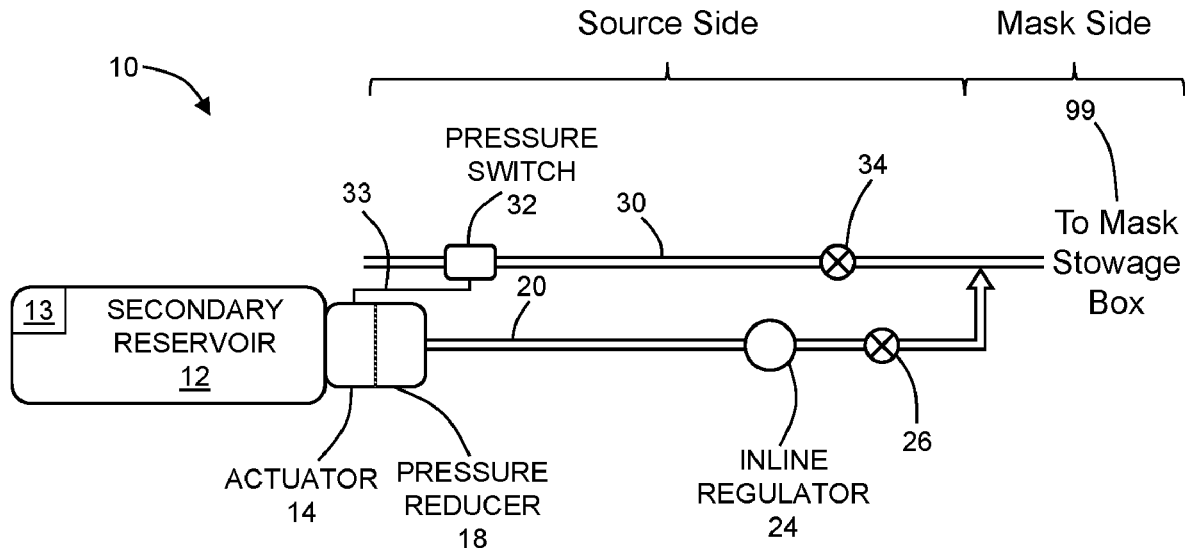 Source Side
Mask Side
10
99
PRESSURE
SWITCH
32
33
30
34
To Mask
Stowage
Box
13
SECONDARY
RESERVOIR
12
20
26
ACTUATOR
14
PRESSURE
REDUCER
18
INLINE
REGULATOR
24